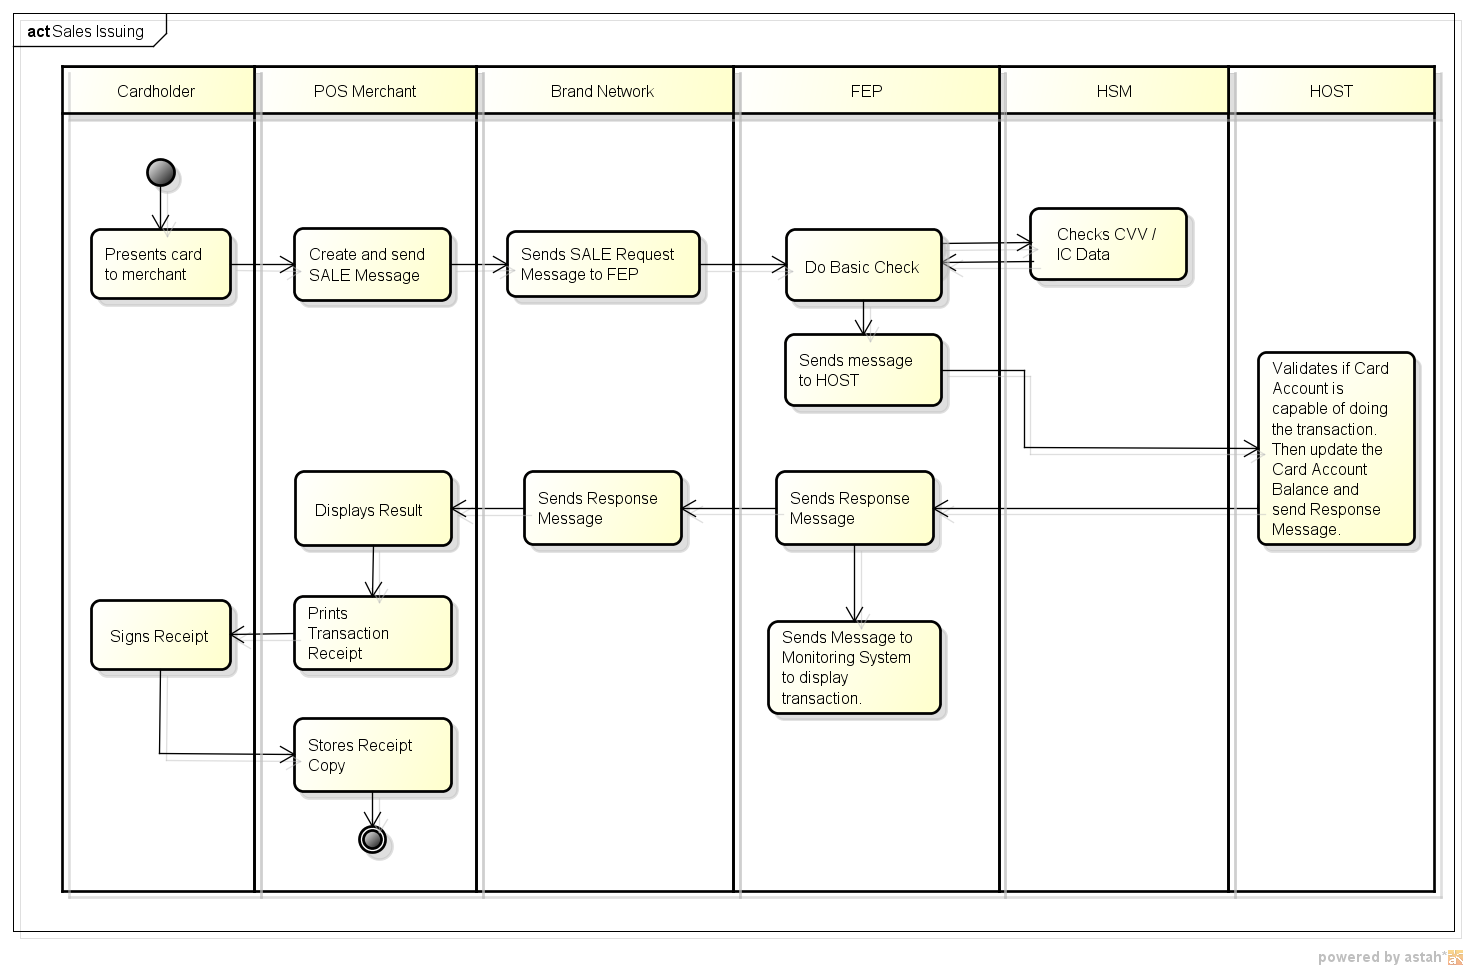 act Sales Issuing
Cardholder
POS Merchant
Brand Network
FEP
HSM
HOST
Presents card
to merchant
Create and send
SALE Message
Sends SALE Request
Message to FEP
Do Basic Check
Checks CVV /
IC Data
Sends message
to HOST
Validates if Card
Account is
capable of doing
the transaction.
Then update the
Card Account
Balance and
send Response
Message.
Displays Result
Sends Response
Message
Sends Response
Message
Signs Receipt
Prints
Transaction
Receipt
Sends Message to
Monitoring System
to display
transaction.
Stores Receipt
Copy
powered by astah*